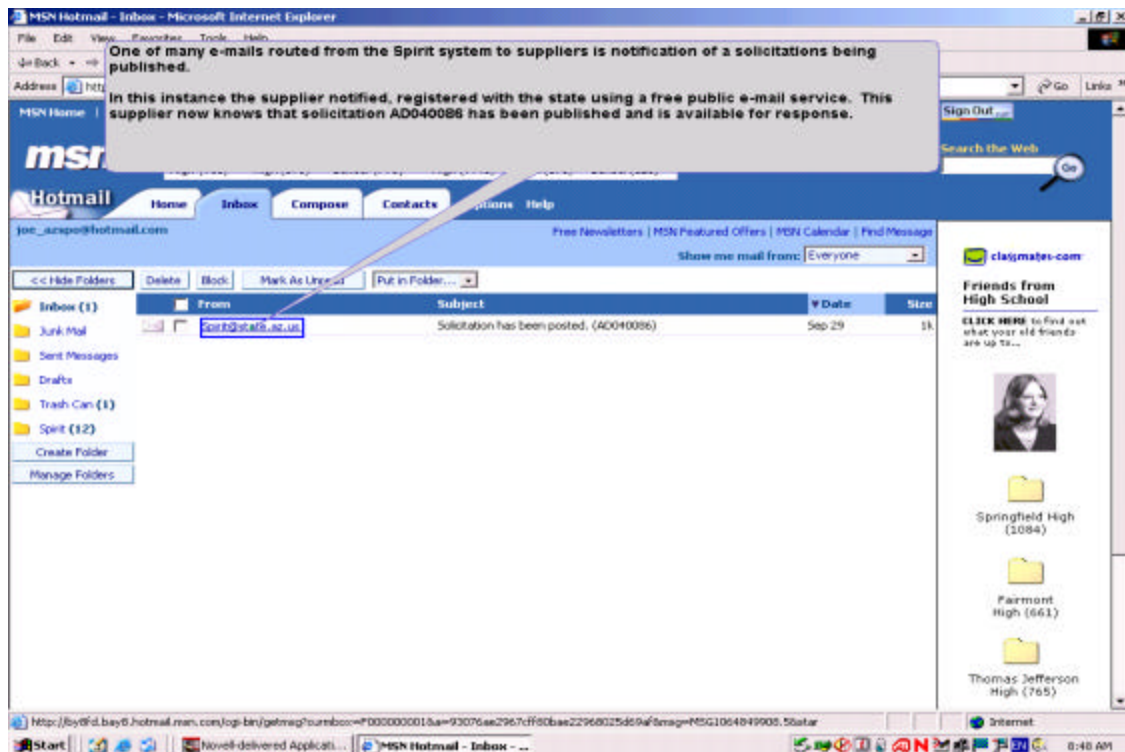 MSN Hotmail - Inbox - Microsoft Internet Explorer
File Edit View Favorites Tools Help
One of many e-mails routed from the Spirit system to suppliers is notification of a solicitations being
published.
Back
Address
Go Links
In this instance the supplier notified, registered with the state using a free public e-mail service. This
supplier now knows that solicitation AD040086 has been published and is available for response.
MSN Home
Sign Out
msn
Search the Web
Go
Hotmail
Home Inbox Compose Contacts Help
joe_azspo@hotmail.com
Free Newsletters | MSN Featured Offers | MSN Calendar | Find Message
Show me mail from: Everyone
classmates.com
<< Hide Folders Delete Block Mark As Put in Folder...
Friends from
High School
Inbox (1)
From Subject Date Size
Spirit@state.az.us Solicitation has been posted. (AD040086) Sep 29 1k
CLICK HERE to find out
what your old friends
are up to...
Junk Mail
Sent Messages
Drafts
Trash Can (1)
Spirit (12)
Create Folder
Manage Folders
Springfield High
(1084)
Fairmont
High (661)
Thomas Jefferson
High (765)
Internet
Start Novell-delivered Applicati... MSN Hotmail - Inbox - ... 8:48 AM